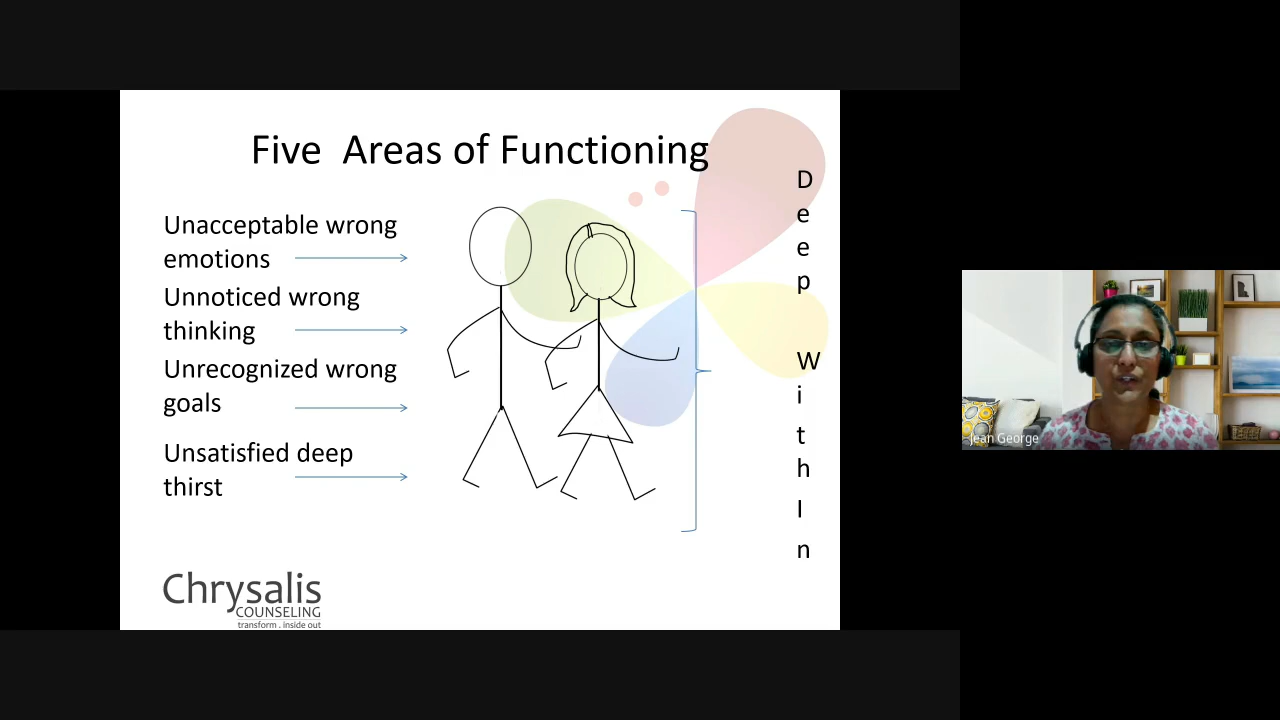 Five  Areas of Functioning
Unacceptable wrong
emotions
Unnoticed wrong
thinking
Unrecognized wrong
goals
Unsatisfied deep
thirst
D
e
e
p
W
i
t
h
I
n
Chrysalis
COUNSELING
transform . inside out
Jean George